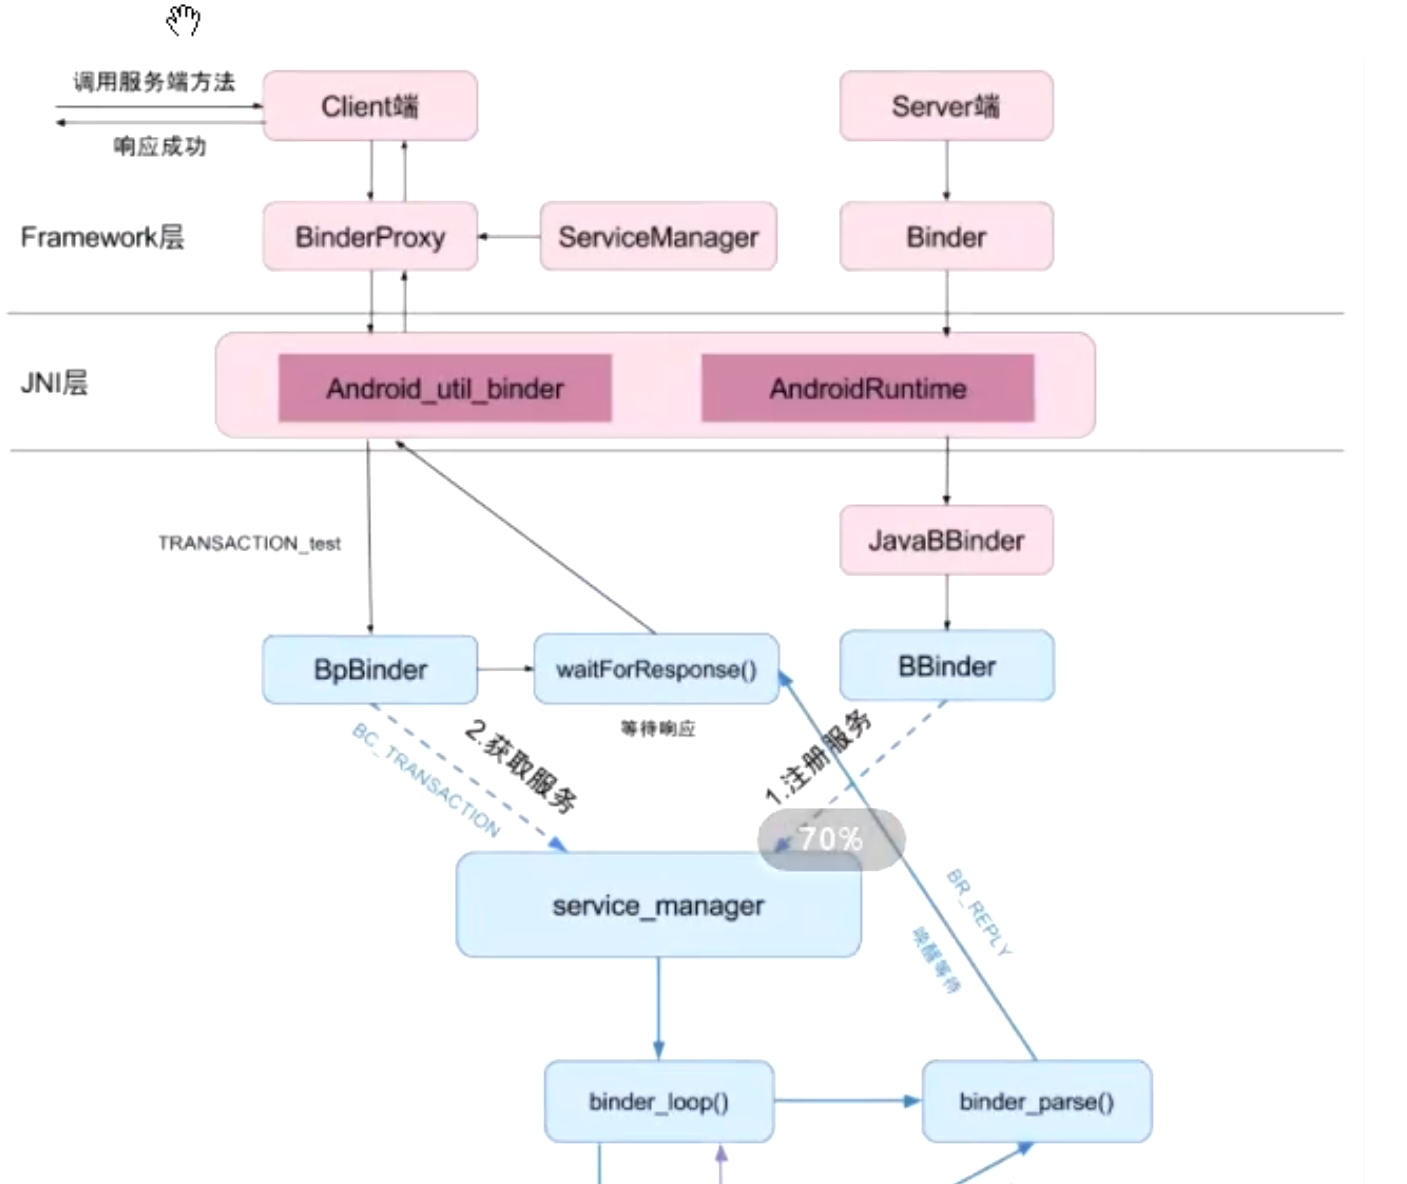 调用服务端方法
Client端
Server端
响应成功
Framework层
BinderProxy
ServiceManager
Binder
JNI层
Android_util_binder
AndroidRuntime
TRANSACTION_test
JavaBBinder
BpBinder
waitForResponse()
BBinder
等待响应
2.获取服务
BC_TRANSACTION
1.注册服务
70%
service_manager
BR_REPLY
唤醒等待
binder_loop()
binder_parse()